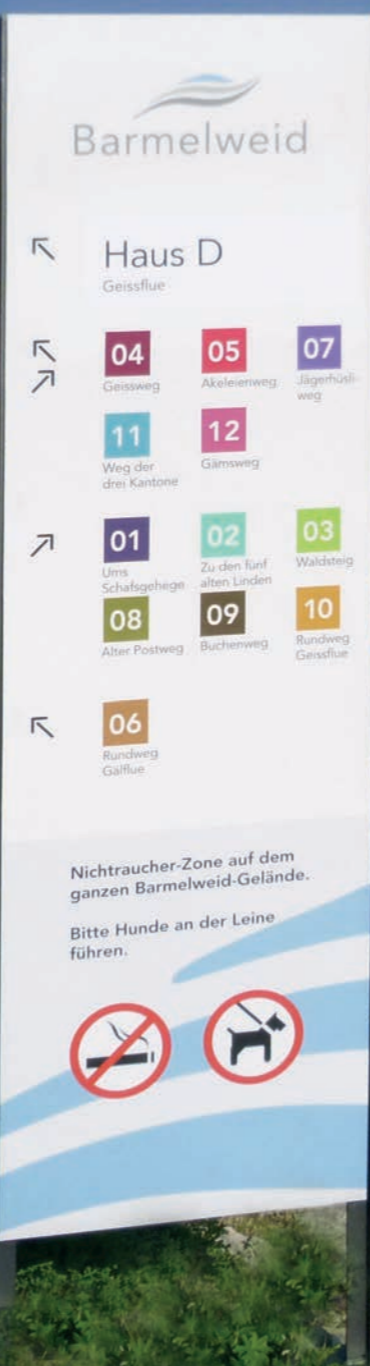 Barmelweid
Haus D
Geissflue
04 05 07
Geissweg Akeleienweg Jägerhüsli-
weg
11 12
Weg der Gämsweg
drei Kantone
01 02 03
Ums Zu den fünf Waldsteig
Schafsgehege alten Linden
08 09 10
Alter Postweg Buchenweg Rundweg
Geissflue
06
Rundweg
Gälflue
Nichtraucher-Zone auf dem
ganzen Barmelweid-Gelände.
Bitte Hunde an der Leine
führen.